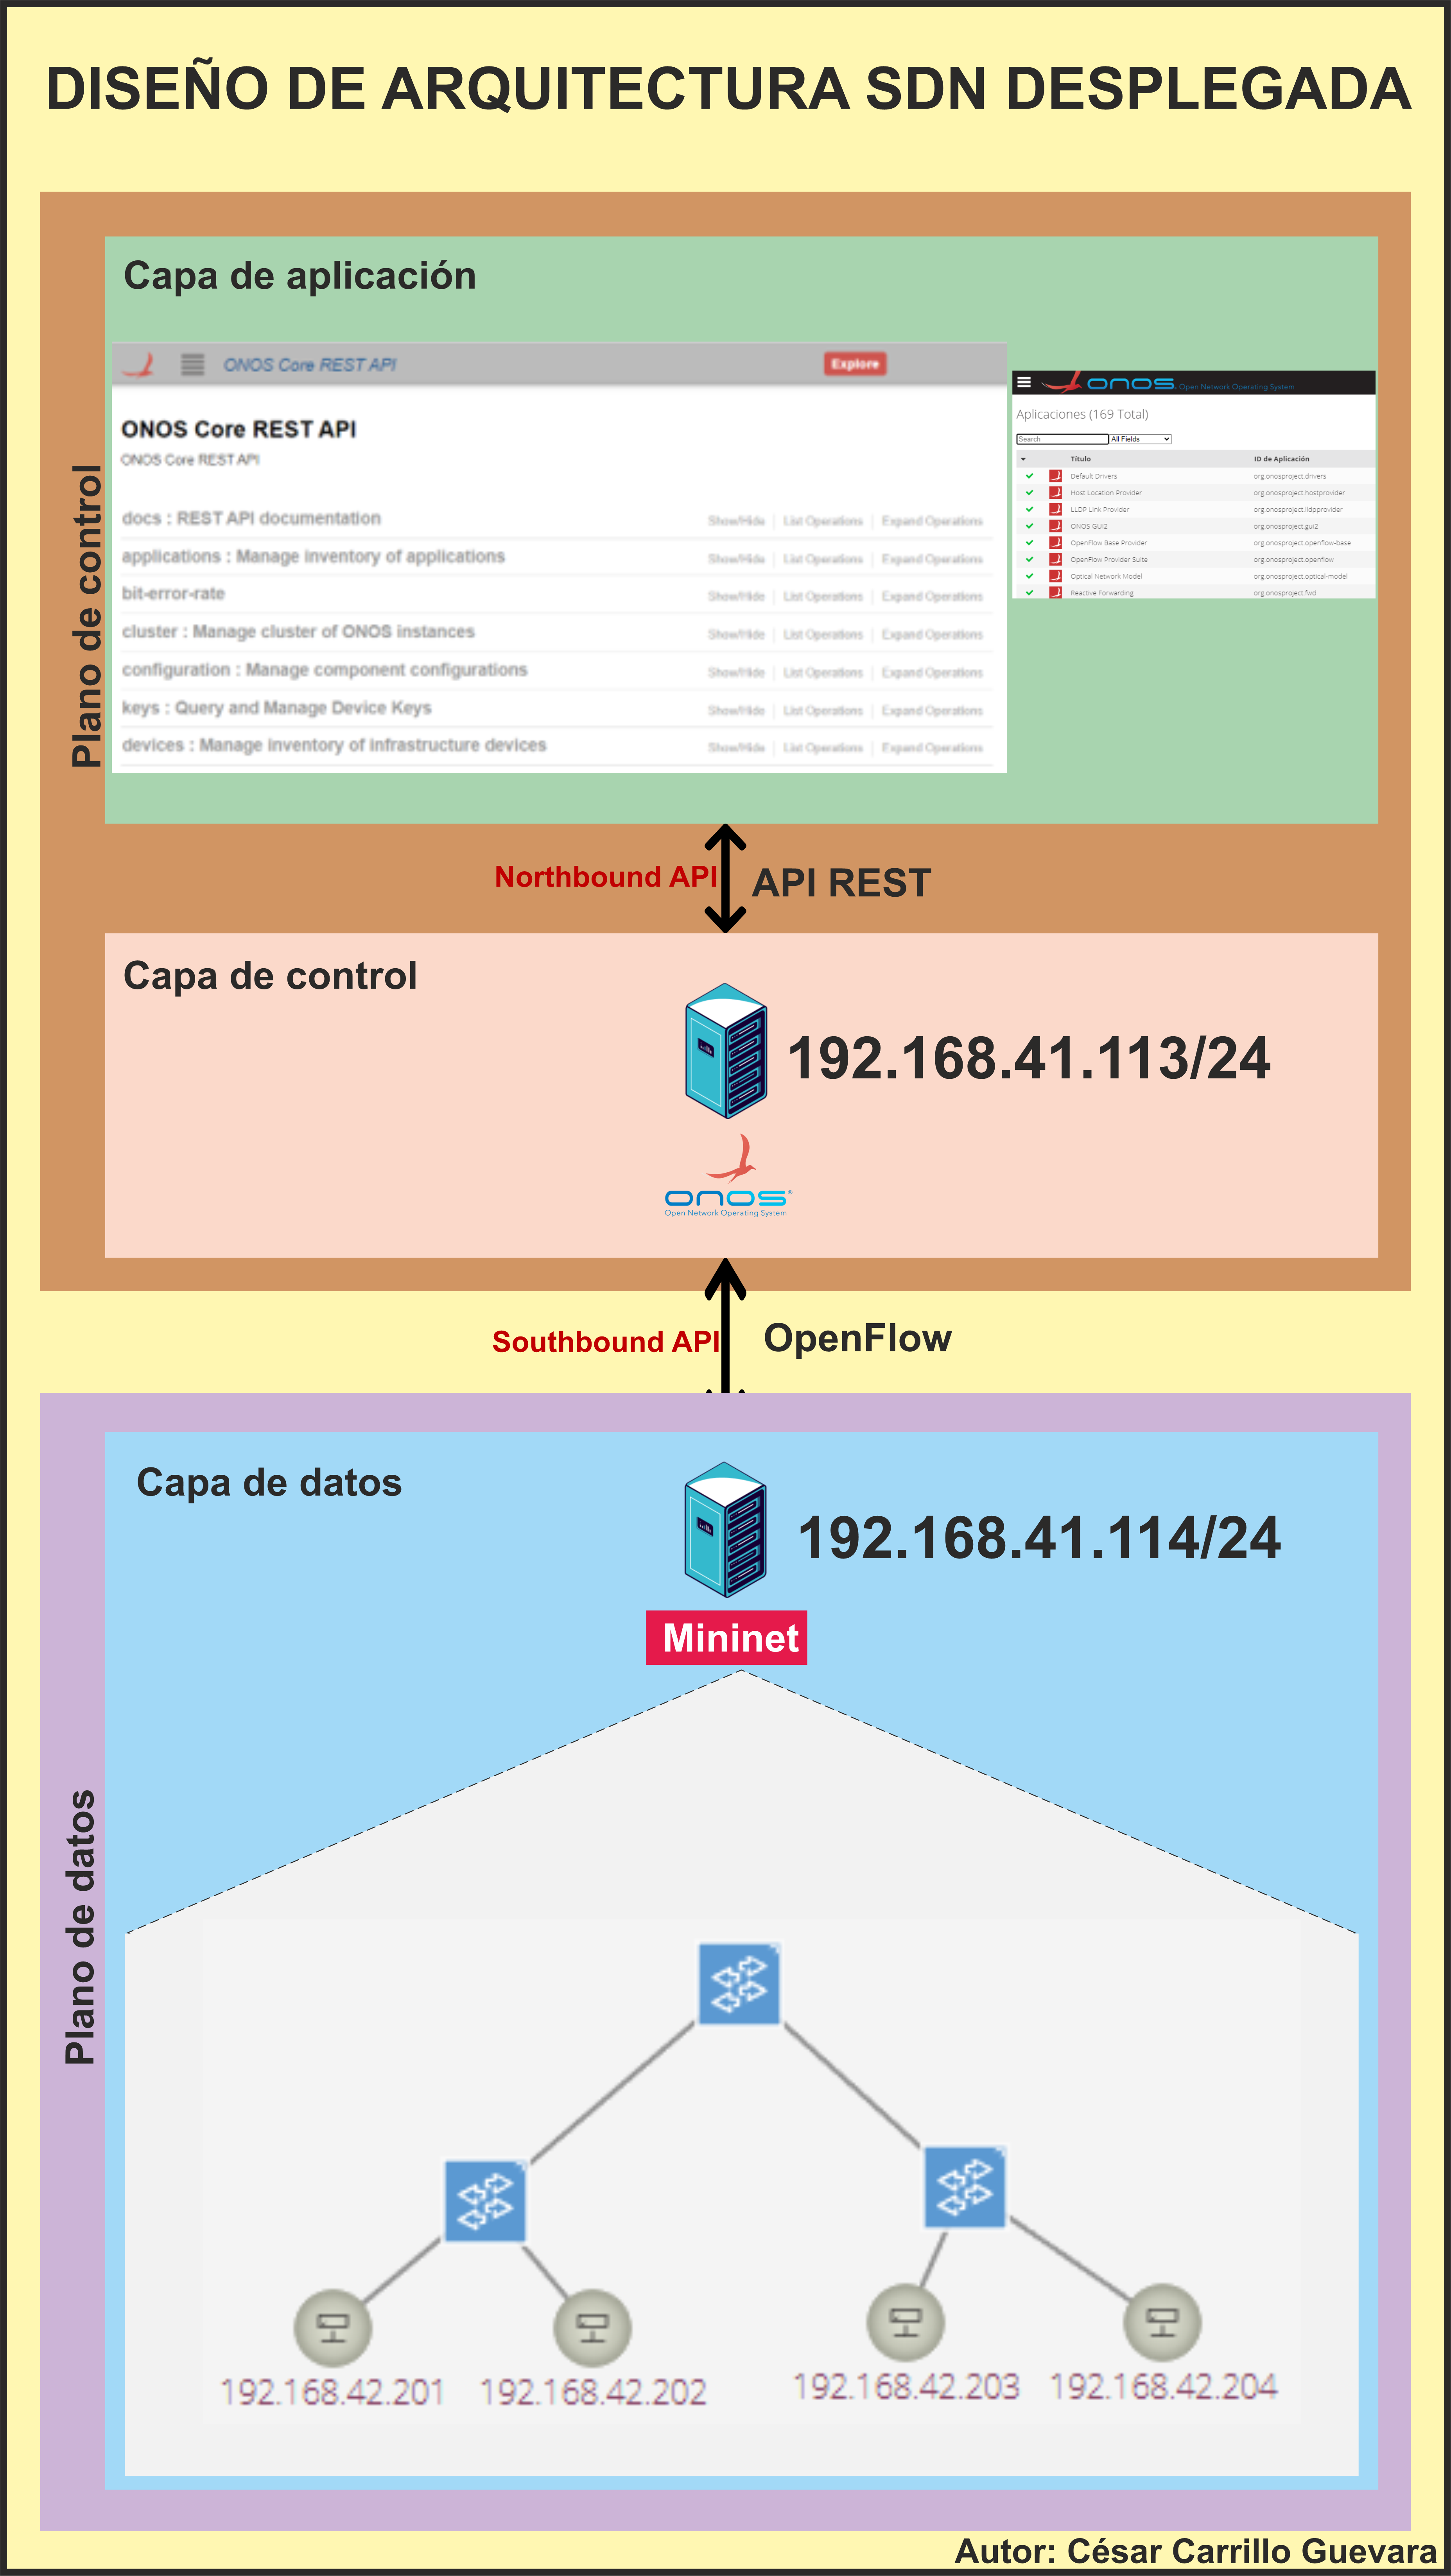 DISEÑO DE ARQUITECTURA SDN DESPLEGADA
Plano de control
Capa de aplicación
ONOS Core REST API
Explore
ONOS Core REST API
ONOS Core REST API
docs : REST API documentation Show/Hide List Operations Expand Operations
applications : Manage inventory of applications Show/Hide List Operations Expand Operations
bit-error-rate Show/Hide List Operations Expand Operations
cluster : Manage cluster of ONOS instances Show/Hide List Operations Expand Operations
configuration : Manage component configurations Show/Hide List Operations Expand Operations
keys : Query and Manage Device Keys Show/Hide List Operations Expand Operations
devices : Manage inventory of infrastructure devices Show/Hide List Operations Expand Operations
onos Open Network Operating System
Aplicaciones (169 Total)
Search All Fields
Título ID de Aplicación
Default Drivers org.onosproject.drivers
Host Location Provider org.onosproject.hostprovider
LLDP Link Provider org.onosproject.lldpprovider
ONOS GUI2 org.onosproject.gui2
OpenFlow Base Provider org.onosproject.openflow-base
OpenFlow Provider Suite org.onosproject.openflow
Optical Network Model org.onosproject.optical-model
Reactive Forwarding org.onosproject.fwd
Northbound API API REST
Capa de control
192.168.41.113/24
onos®
Open Network Operating System
Southbound API OpenFlow
Plano de datos
Capa de datos
192.168.41.114/24
Mininet
192.168.42.201 192.168.42.202 192.168.42.203 192.168.42.204
Autor: César Carrillo Guevara